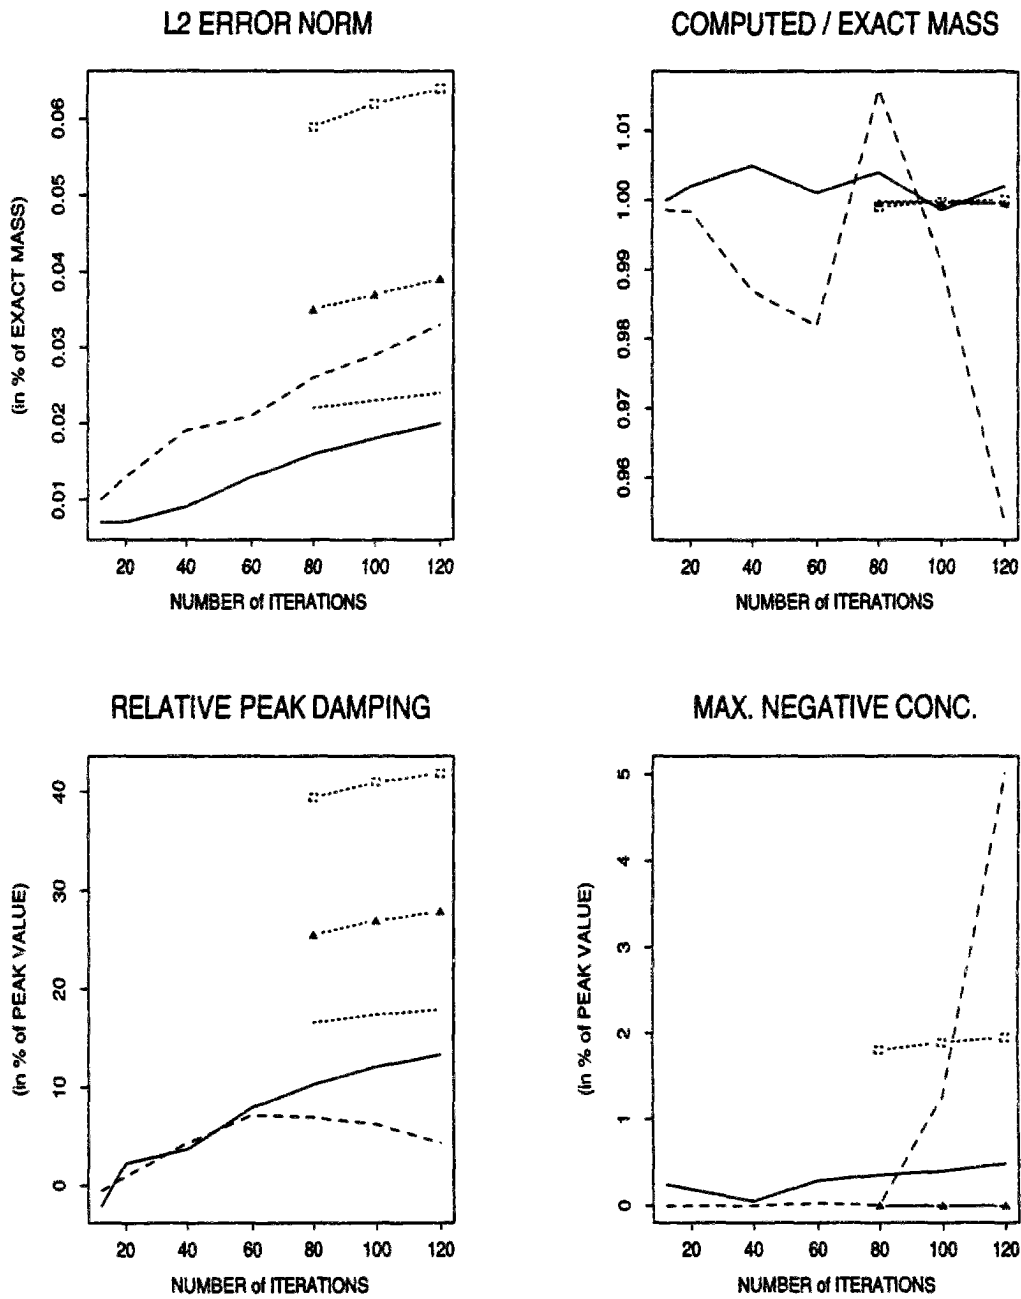 L2 ERROR NORM
(in % of EXACT MASS)
0.06
0.05
0.04
0.03
0.02
0.01
20 40 60 80 100 120
NUMBER of ITERATIONS
COMPUTED / EXACT MASS
1.01
1.00
0.99
0.98
0.97
0.96
20 40 60 80 100 120
NUMBER of ITERATIONS
RELATIVE PEAK DAMPING
(in % of PEAK VALUE)
40
30
20
10
0
20 40 60 80 100 120
NUMBER of ITERATIONS
MAX. NEGATIVE CONC.
(in % of PEAK VALUE)
5
4
3
2
1
0
20 40 60 80 100 120
NUMBER of ITERATIONS